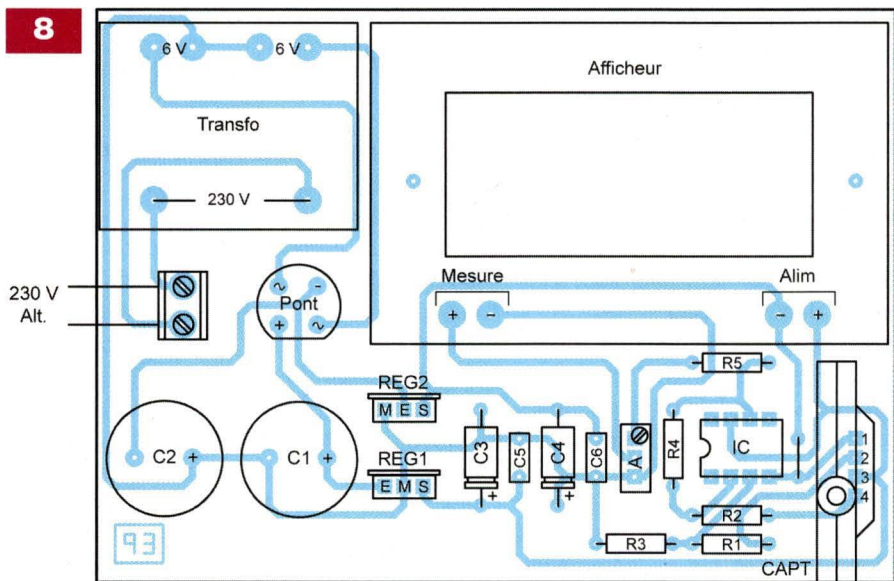 8
6 V
6 V
Transfo
230 V
230 V
Alt.
Afficheur
Mesure
Alim
+
-
-
+
~
-
Pont
+
~
C2
+
C1
+
REG2
M E S
REG1
E M S
C3
+
C5
C4
+
C6
A
R5
R4
IC
R2
R3
R1
1
2
3
4
CAPT
93